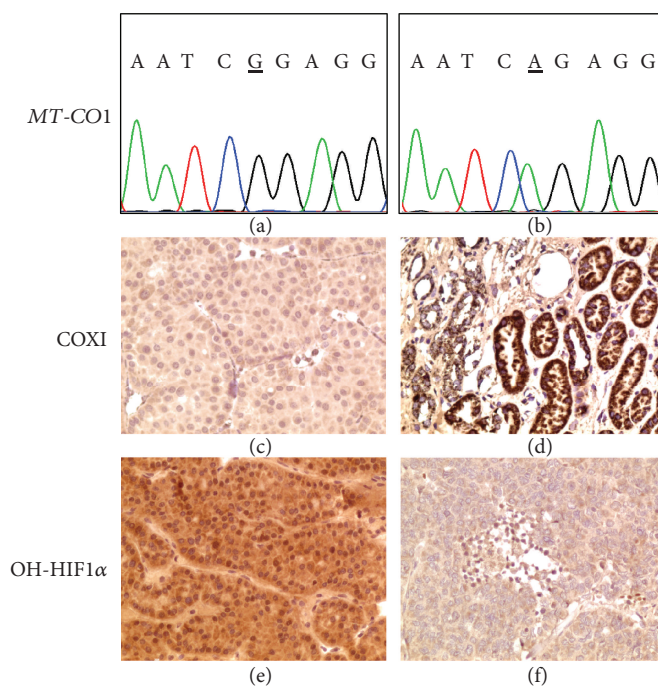 A A T C G G A G G
A A T C A G A G G
MT-CO1
(a)
(b)
COXI
(c)
(d)
OH-HIF1α
(e)
(f)